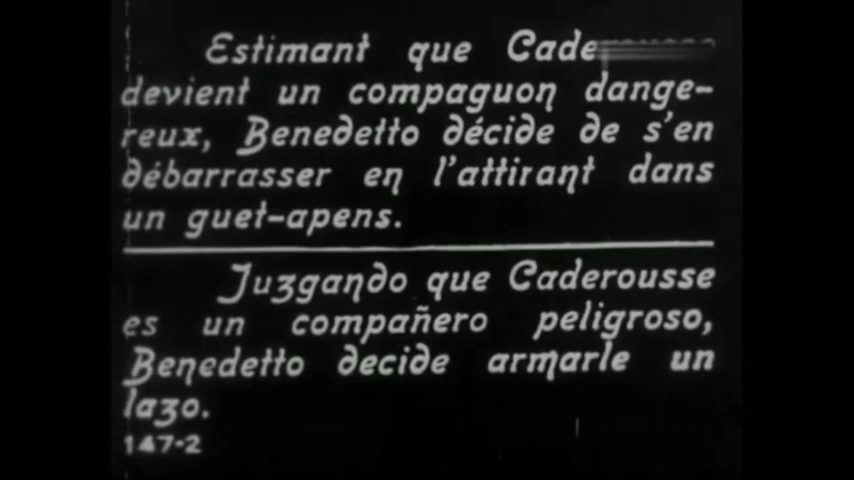 Estimant que
devient un compaguon dange-
reux, Benedetto décide de s'en
débarrasser en l'attirant dans
un guet-apens.
Juzgando que Caderousse
es un compañero peligroso,
Benedetto decide armarle un
lazo.
147-2